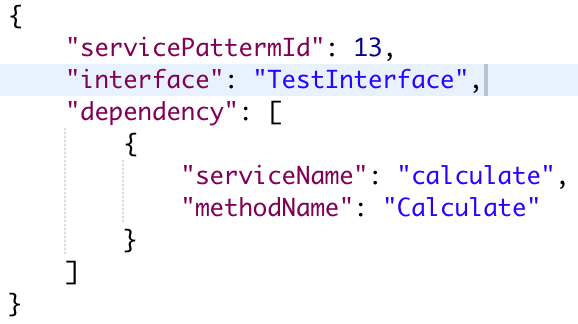 {
    "servicePattermId": 13,
    "interface": "TestInterface",
    "dependency": [
        {
            "serviceName": "calculate",
            "methodName": "Calculate"
        }
    ]
}